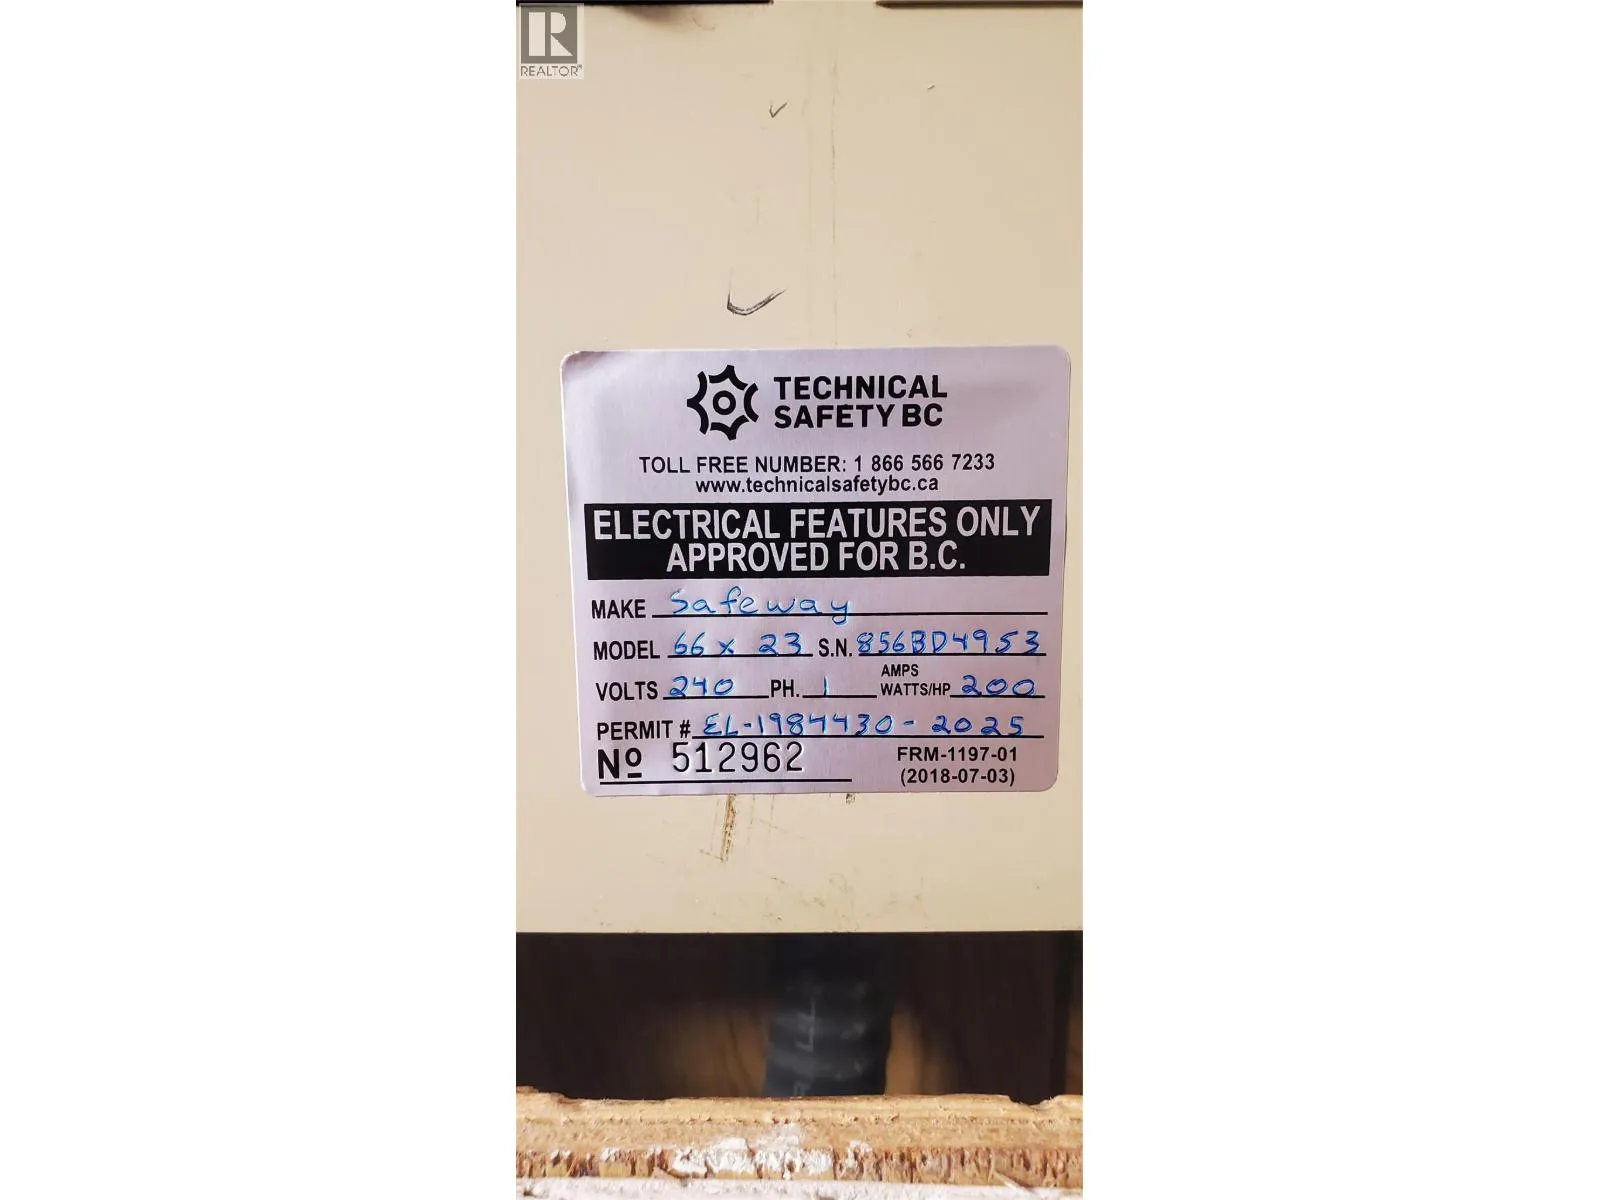 REALTOR®
TECHNICAL
SAFETY BC
TOLL FREE NUMBER: 1 866 566 7233
www.technicalsafetybc.ca
ELECTRICAL FEATURES ONLY
APPROVED FOR B.C.
MAKE Safeway
MODEL 66 x 23 S.N. 856BD4953
VOLTS 240 PH. 1 AMPS WATTS/HP 200
PERMIT # EL-1984430-2025
No 512962 FRM-1197-01
(2018-07-03)